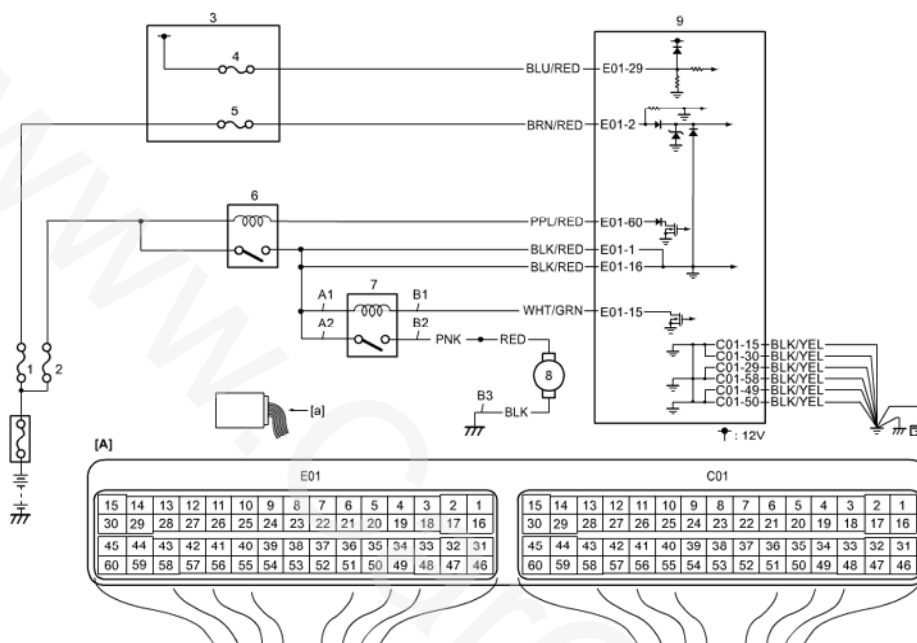 3
9
4
BLU/RED E01-29
5
BRN/RED E01-2
6
PPL/RED E01-60
BLK/RED E01-1
BLK/RED E01-16
7
A1 B1
WHT/GRN E01-15
A2 B2
PNK RED
1 2
8
C01-15 BLK/YEL
C01-30 BLK/YEL
C01-29 BLK/YEL
C01-58 BLK/YEL
C01-49 BLK/YEL
C01-50 BLK/YEL
B3
BLK
[a]
: 12V
[A]
E01 C01
15 14 13 12 11 10 9 8 7 6 5 4 3 2 1 15 14 13 12 11 10 9 8 7 6 5 4 3 2 1
30 29 28 27 26 25 24 23 22 21 20 19 18 17 16 30 29 28 27 26 25 24 23 22 21 20 19 18 17 16
45 44 43 42 41 40 39 38 37 36 35 34 33 32 31 45 44 43 42 41 40 39 38 37 36 35 34 33 32 31
60 59 58 57 56 55 54 53 52 51 50 49 48 47 46 60 59 58 57 56 55 54 53 52 51 50 49 48 47 46